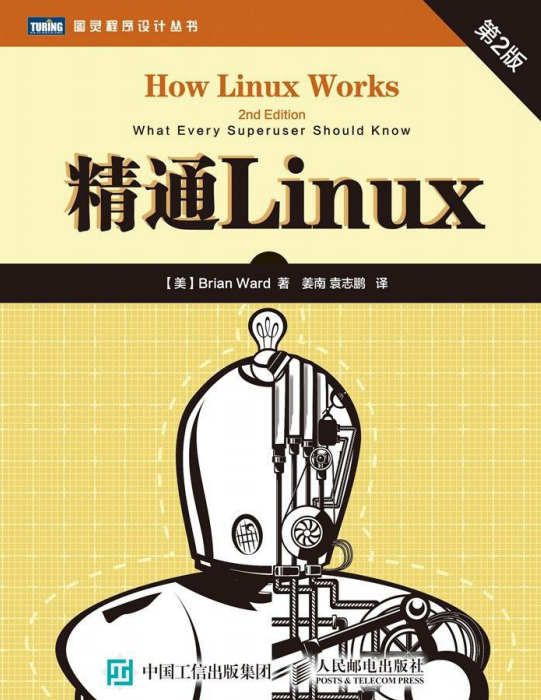 TURING 图灵程序设计丛书
第2版
How Linux Works
2nd Edition
What Every Superuser Should Know
精通Linux
【美】Brian Ward 著 姜南 袁志鹏 译
中国工信出版集团 人民邮电出版社
POSTS & TELECOM PRESS